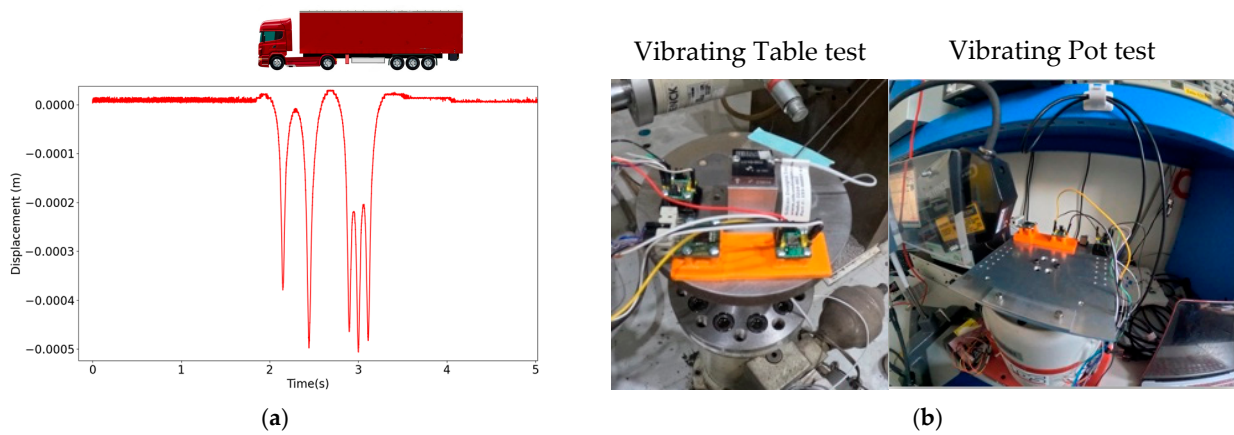 Vibrating Table test
Vibrating Pot test
0.0000
−0.0001
−0.0002
−0.0003
−0.0004
−0.0005
Displacement (m)
0
1
2
3
4
5
Time(s)
(a)
(b)